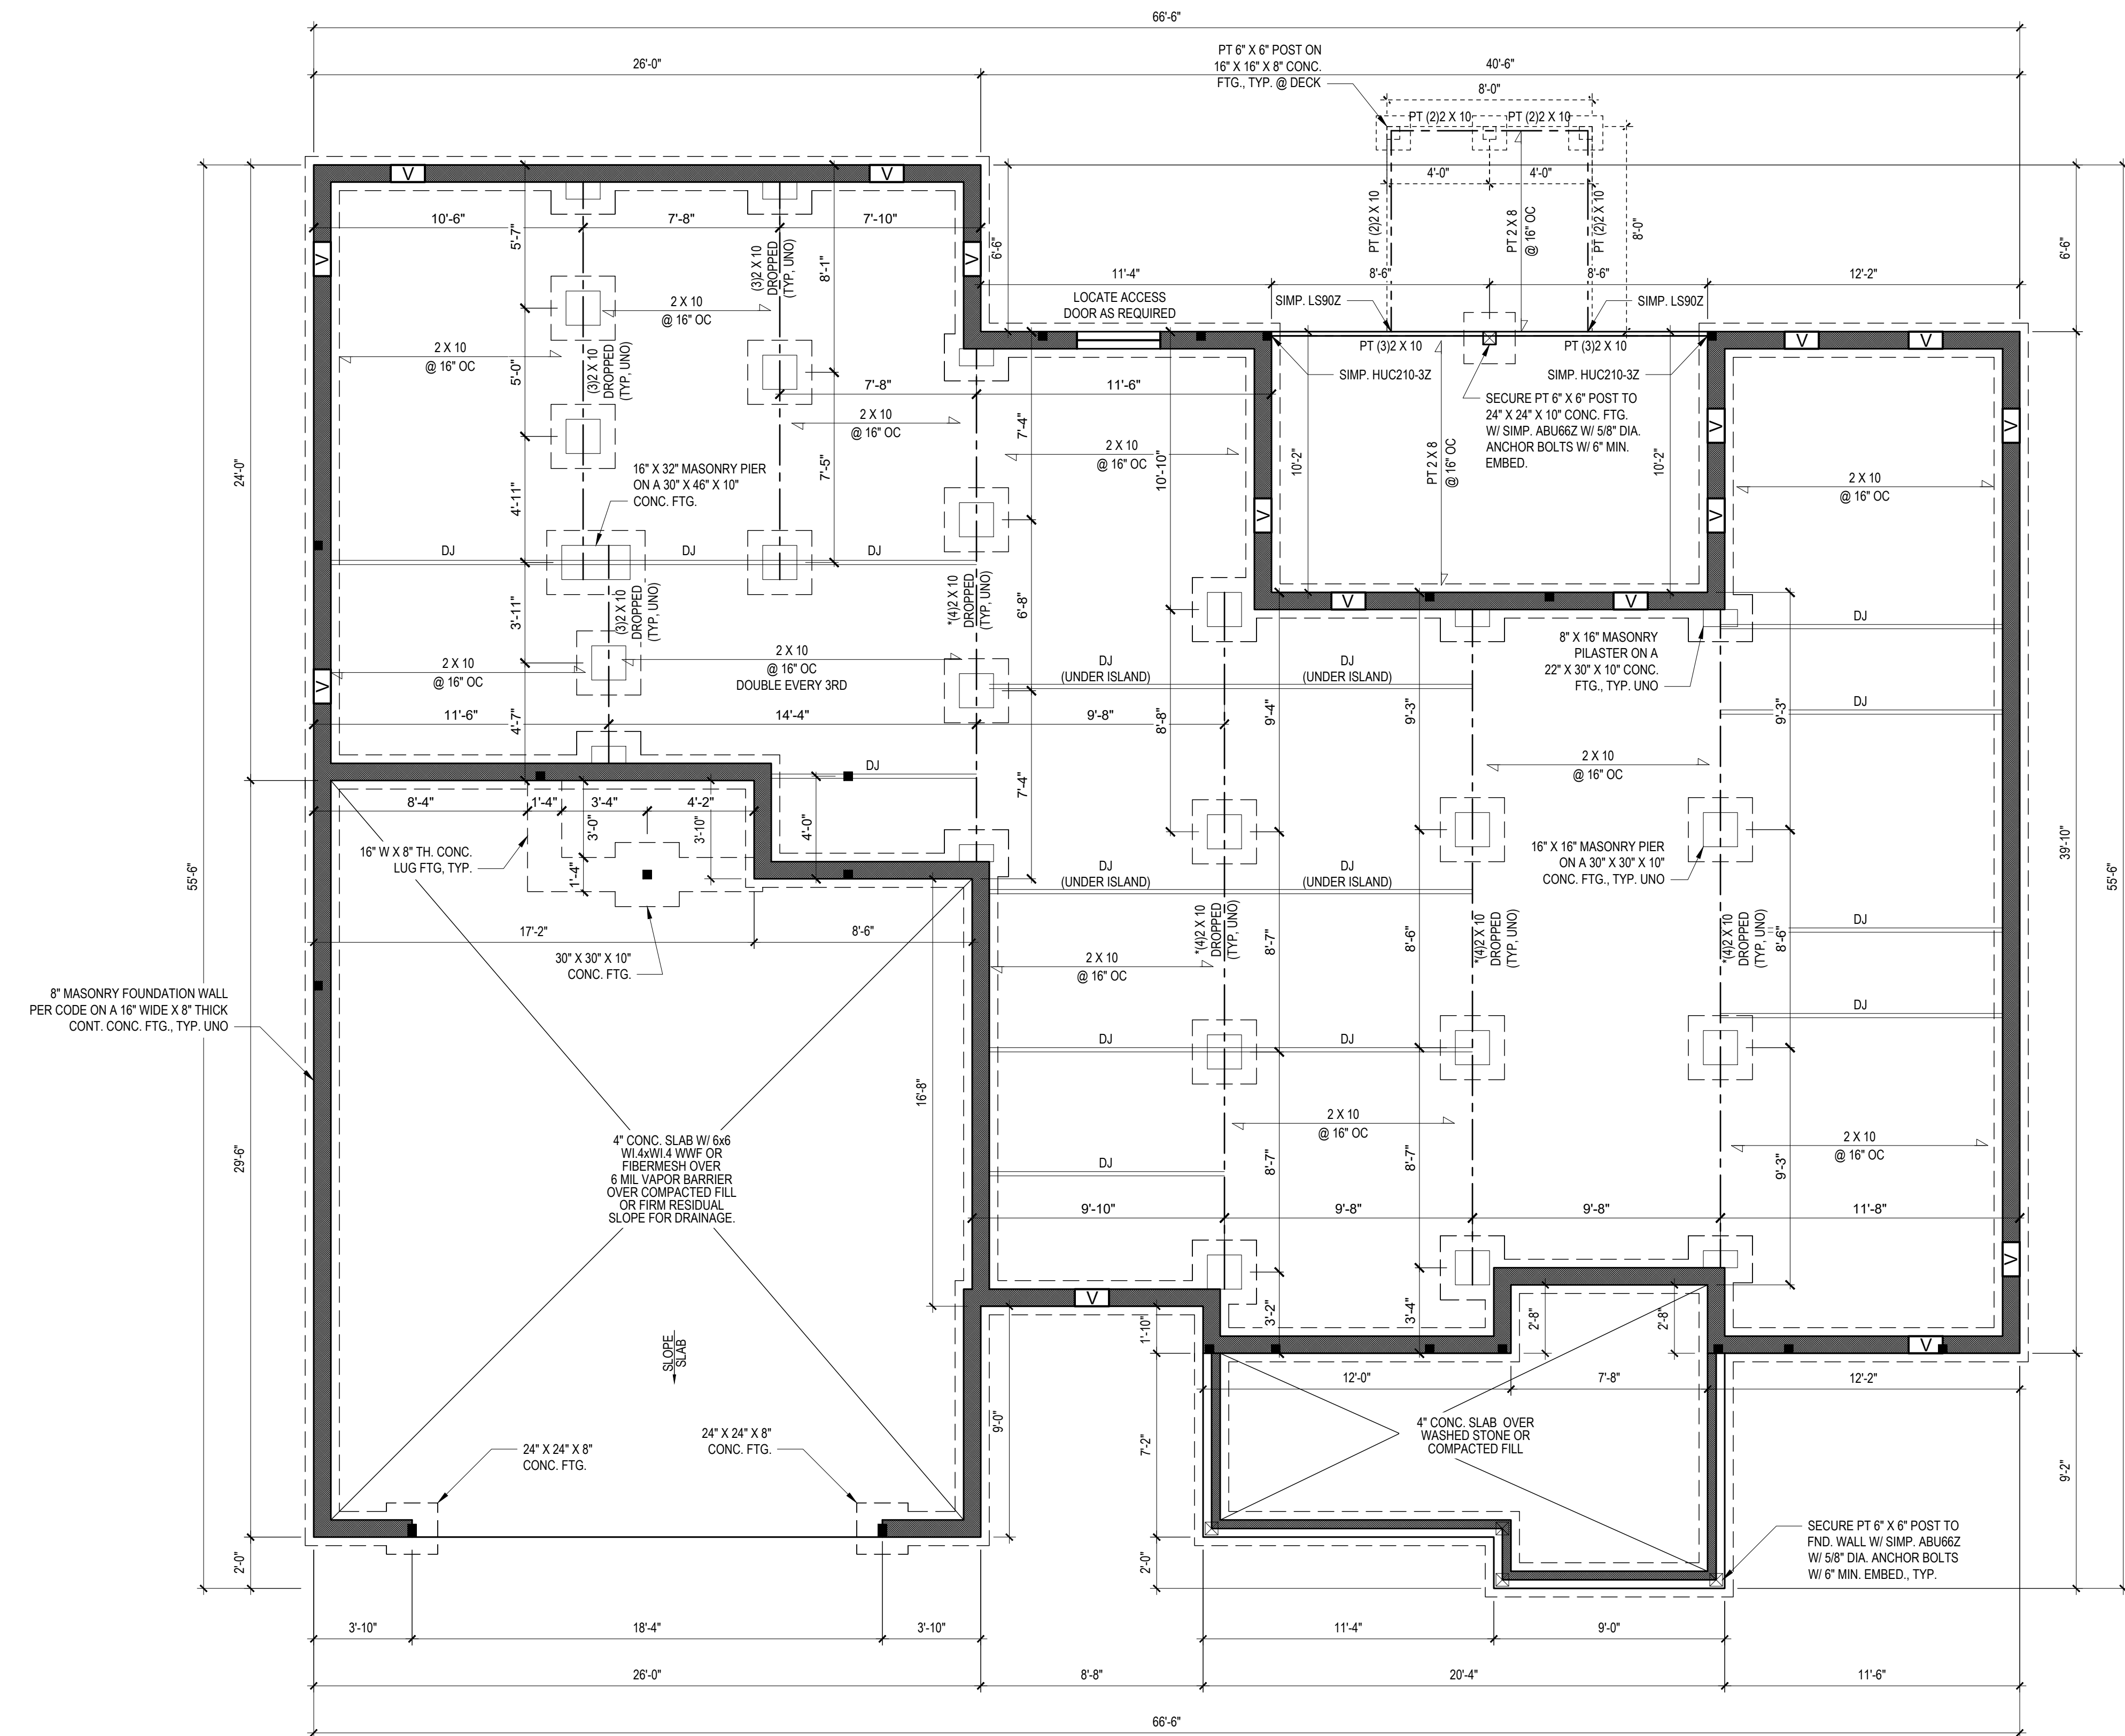 66'-6"
26'-0"
40'-6"
PT 6" X 6" POST ON
16" X 16" X 8" CONC.
FTG., TYP. @ DECK
8'-0"
PT (2)2 X 10
PT (2)2 X 10
4'-0"
4'-0"
PT (2)2 X 10
PT 2 X 8
@ 16" OC
PT (2)2 X 10
8'-0"
V
V
10'-6"
7'-8"
7'-10"
5'-7"
(3)2 X 10
DROPPED
(TYP, UNO)
8'-1"
V
V
6'-6"
6'-6"
11'-4"
8'-6"
8'-6"
12'-2"
LOCATE ACCESS
DOOR AS REQUIRED
SIMP. LS90Z
SIMP. LS90Z
2 X 10
@ 16" OC
2 X 10
@ 16" OC
PT (3)2 X 10
PT (3)2 X 10
V
V
SIMP. HUC210-3Z
SIMP. HUC210-3Z
5'-0"
(3)2 X 10
DROPPED
(TYP, UNO)
7'-8"
11'-6"
2 X 10
@ 16" OC
7'-4"
SECURE PT 6" X 6" POST TO
24" X 24" X 10" CONC. FTG.
W/ SIMP. ABU66Z W/ 5/8" DIA.
ANCHOR BOLTS W/ 6" MIN.
EMBED.
V
V
24'-0"
16" X 32" MASONRY PIER
ON A 30" X 46" X 10"
CONC. FTG.
4'-11"
7'-5"
2 X 10
@ 16" OC
10'-10"
10'-2"
PT 2 X 8
@ 16" OC
10'-2"
2 X 10
@ 16" OC
V
V
DJ
DJ
DJ
3'-11"
(3)2 X 10
DROPPED
(TYP, UNO)
*(4)2 X 10
DROPPED
(TYP, UNO)
6'-8"
V
V
8" X 16" MASONRY
PILASTER ON A
22" X 30" X 10" CONC.
FTG., TYP. UNO
DJ
2 X 10
@ 16" OC
2 X 10
@ 16" OC
DOUBLE EVERY 3RD
DJ
(UNDER ISLAND)
DJ
(UNDER ISLAND)
V
DJ
11'-6"
4'-7"
14'-4"
9'-8"
8'-8"
9'-4"
9'-3"
9'-3"
DJ
7'-4"
2 X 10
@ 16" OC
8'-4"
1'-4"
3'-4"
4'-2"
3'-0"
3'-10"
4'-0"
39'-10"
16" W X 8" TH. CONC.
LUG FTG, TYP.
1'-4"
16" X 16" MASONRY PIER
ON A 30" X 30" X 10"
CONC. FTG., TYP. UNO
55'-6"
55'-6"
DJ
(UNDER ISLAND)
DJ
(UNDER ISLAND)
17'-2"
8'-6"
*(4)2 X 10
DROPPED
(TYP, UNO)
8'-7"
8'-6"
*(4)2 X 10
DROPPED
(TYP, UNO)
*(4)2 X 10
DROPPED
(TYP, UNO)
8'-6"
DJ
30" X 30" X 10"
CONC. FTG.
2 X 10
@ 16" OC
8" MASONRY FOUNDATION WALL
PER CODE ON A 16" WIDE X 8" THICK
CONT. CONC. FTG., TYP. UNO
DJ
DJ
DJ
16'-8"
29'-6"
4" CONC. SLAB W/ 6x6
WI.4xWI.4 WWF OR
FIBERMESH OVER
6 MIL VAPOR BARRIER
OVER COMPACTED FILL
OR FIRM RESIDUAL
SLOPE FOR DRAINAGE.
2 X 10
@ 16" OC
2 X 10
@ 16" OC
DJ
8'-7"
8'-7"
9'-3"
9'-10"
9'-8"
9'-8"
11'-8"
V
V
3'-2"
3'-4"
2'-8"
2'-8"
1'-10"
V
SLOPE
SLAB
12'-0"
7'-8"
12'-2"
9'-0"
7'-2"
4" CONC. SLAB OVER
WASHED STONE OR
COMPACTED FILL
9'-2"
24" X 24" X 8"
CONC. FTG.
24" X 24" X 8"
CONC. FTG.
2'-0"
2'-0"
SECURE PT 6" X 6" POST TO
FND. WALL W/ SIMP. ABU66Z
W/ 5/8" DIA. ANCHOR BOLTS
W/ 6" MIN. EMBED., TYP.
3'-10"
18'-4"
3'-10"
11'-4"
9'-0"
26'-0"
8'-8"
20'-4"
11'-6"
66'-6"